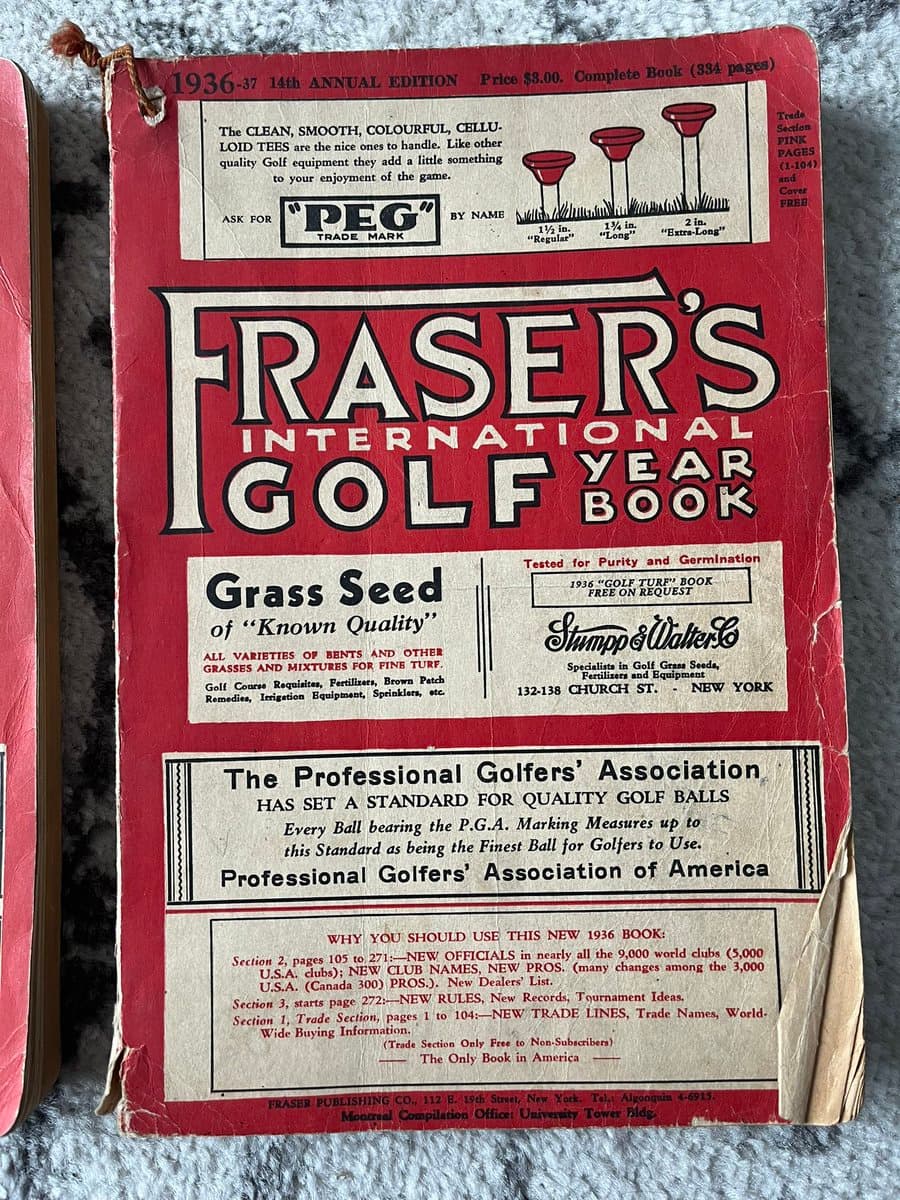 1936-37 14th ANNUAL EDITION Price $3.00. Complete Book (334 pages)
Trade
Section
PINK
PAGES
(1-104)
and
Cover
FREE
The CLEAN, SMOOTH, COLOURFUL, CELLU-
LOID TEES are the nice ones to handle. Like other
quality Golf equipment they add a little something
to your enjoyment of the game.
ASK FOR "PEG" BY NAME
TRADE MARK
1½ in.
"Regular"
1¾ in.
"Long"
2 in.
"Extra-Long"
FRASER'S
INTERNATIONAL
GOLF YEAR
BOOK
Grass Seed
of "Known Quality"
ALL VARIETIES OF BENTS AND OTHER
GRASSES AND MIXTURES FOR FINE TURF.
Golf Course Requisites, Fertilizers, Brown Patch
Remedies, Irrigation Equipment, Sprinklers, etc.
Tested for Purity and Germination
1936 "GOLF TURF" BOOK
FREE ON REQUEST
Stumpp & Walter Co
Specialists in Golf Grass Seeds,
Fertilizers and Equipment
132-138 CHURCH ST. - NEW YORK
The Professional Golfers' Association
HAS SET A STANDARD FOR QUALITY GOLF BALLS
Every Ball bearing the P.G.A. Marking Measures up to
this Standard as being the Finest Ball for Golfers to Use.
Professional Golfers' Association of America
WHY YOU SHOULD USE THIS NEW 1936 BOOK:
Section 2, pages 105 to 271:—NEW OFFICIALS in nearly all the 9,000 world clubs (5,000
U.S.A. clubs); NEW CLUB NAMES, NEW PROS. (many changes among the 3,000
U.S.A. (Canada 300) PROS.). New Dealers' List.
Section 3, starts page 272:—NEW RULES, New Records, Tournament Ideas.
Section 1, Trade Section, pages 1 to 104:—NEW TRADE LINES, Trade Names, World-
Wide Buying Information.
(Trade Section Only Free to Non-Subscribers)
—— The Only Book in America ——
FRASER PUBLISHING CO., 112 E. 19th Street, New York. Tel.: Algonquin 4-6915.
Montreal Compilation Office: University Tower Bldg.